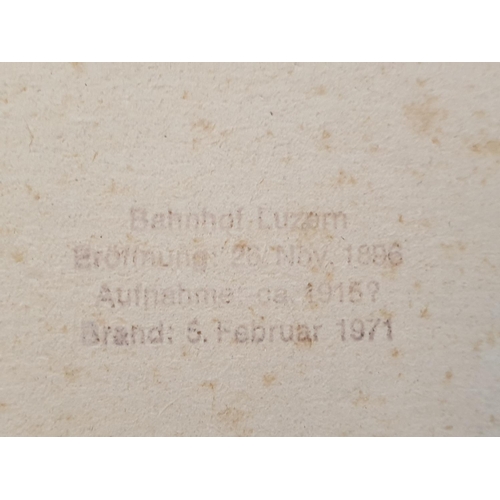 Bahnhof Luzern
Eröffnung: 26. Nov. 1896
Aufnahme: ca. 1915?
Brand: 5. Februar 1971